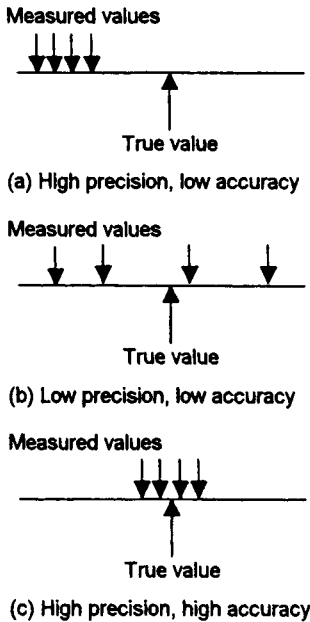 Measured values
True value
(a) High precision, low accuracy
Measured values
True value
(b) Low precision, low accuracy
Measured values
True value
(c) High precision, high accuracy